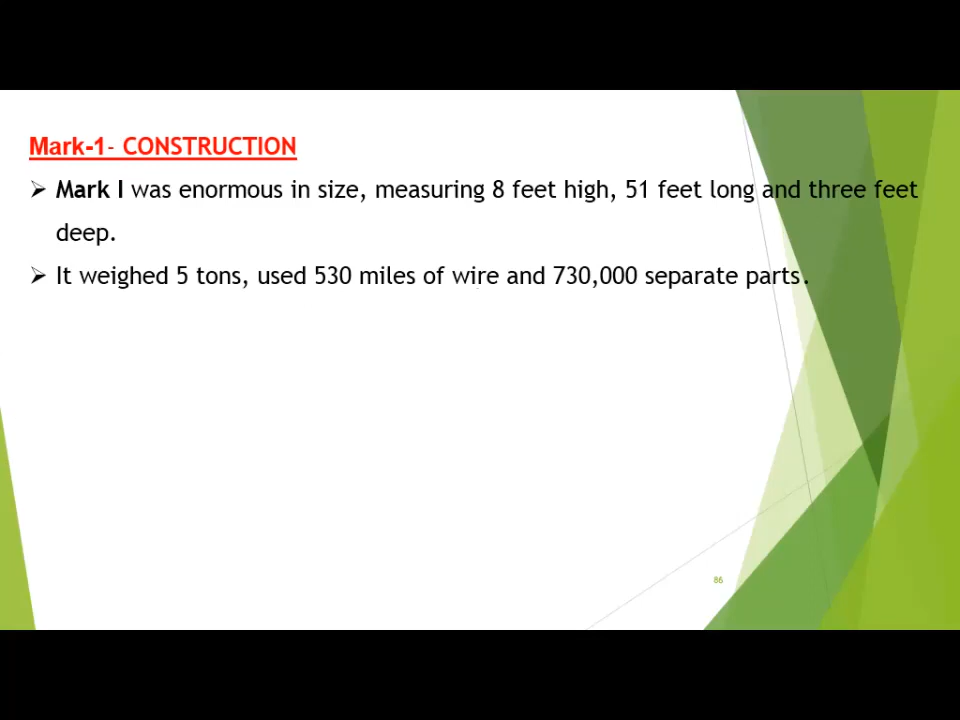 Mark-1- CONSTRUCTION
➢ Mark I was enormous in size, measuring 8 feet high, 51 feet long and three feet
deep.
➢ It weighed 5 tons, used 530 miles of wire and 730,000 separate parts.
86